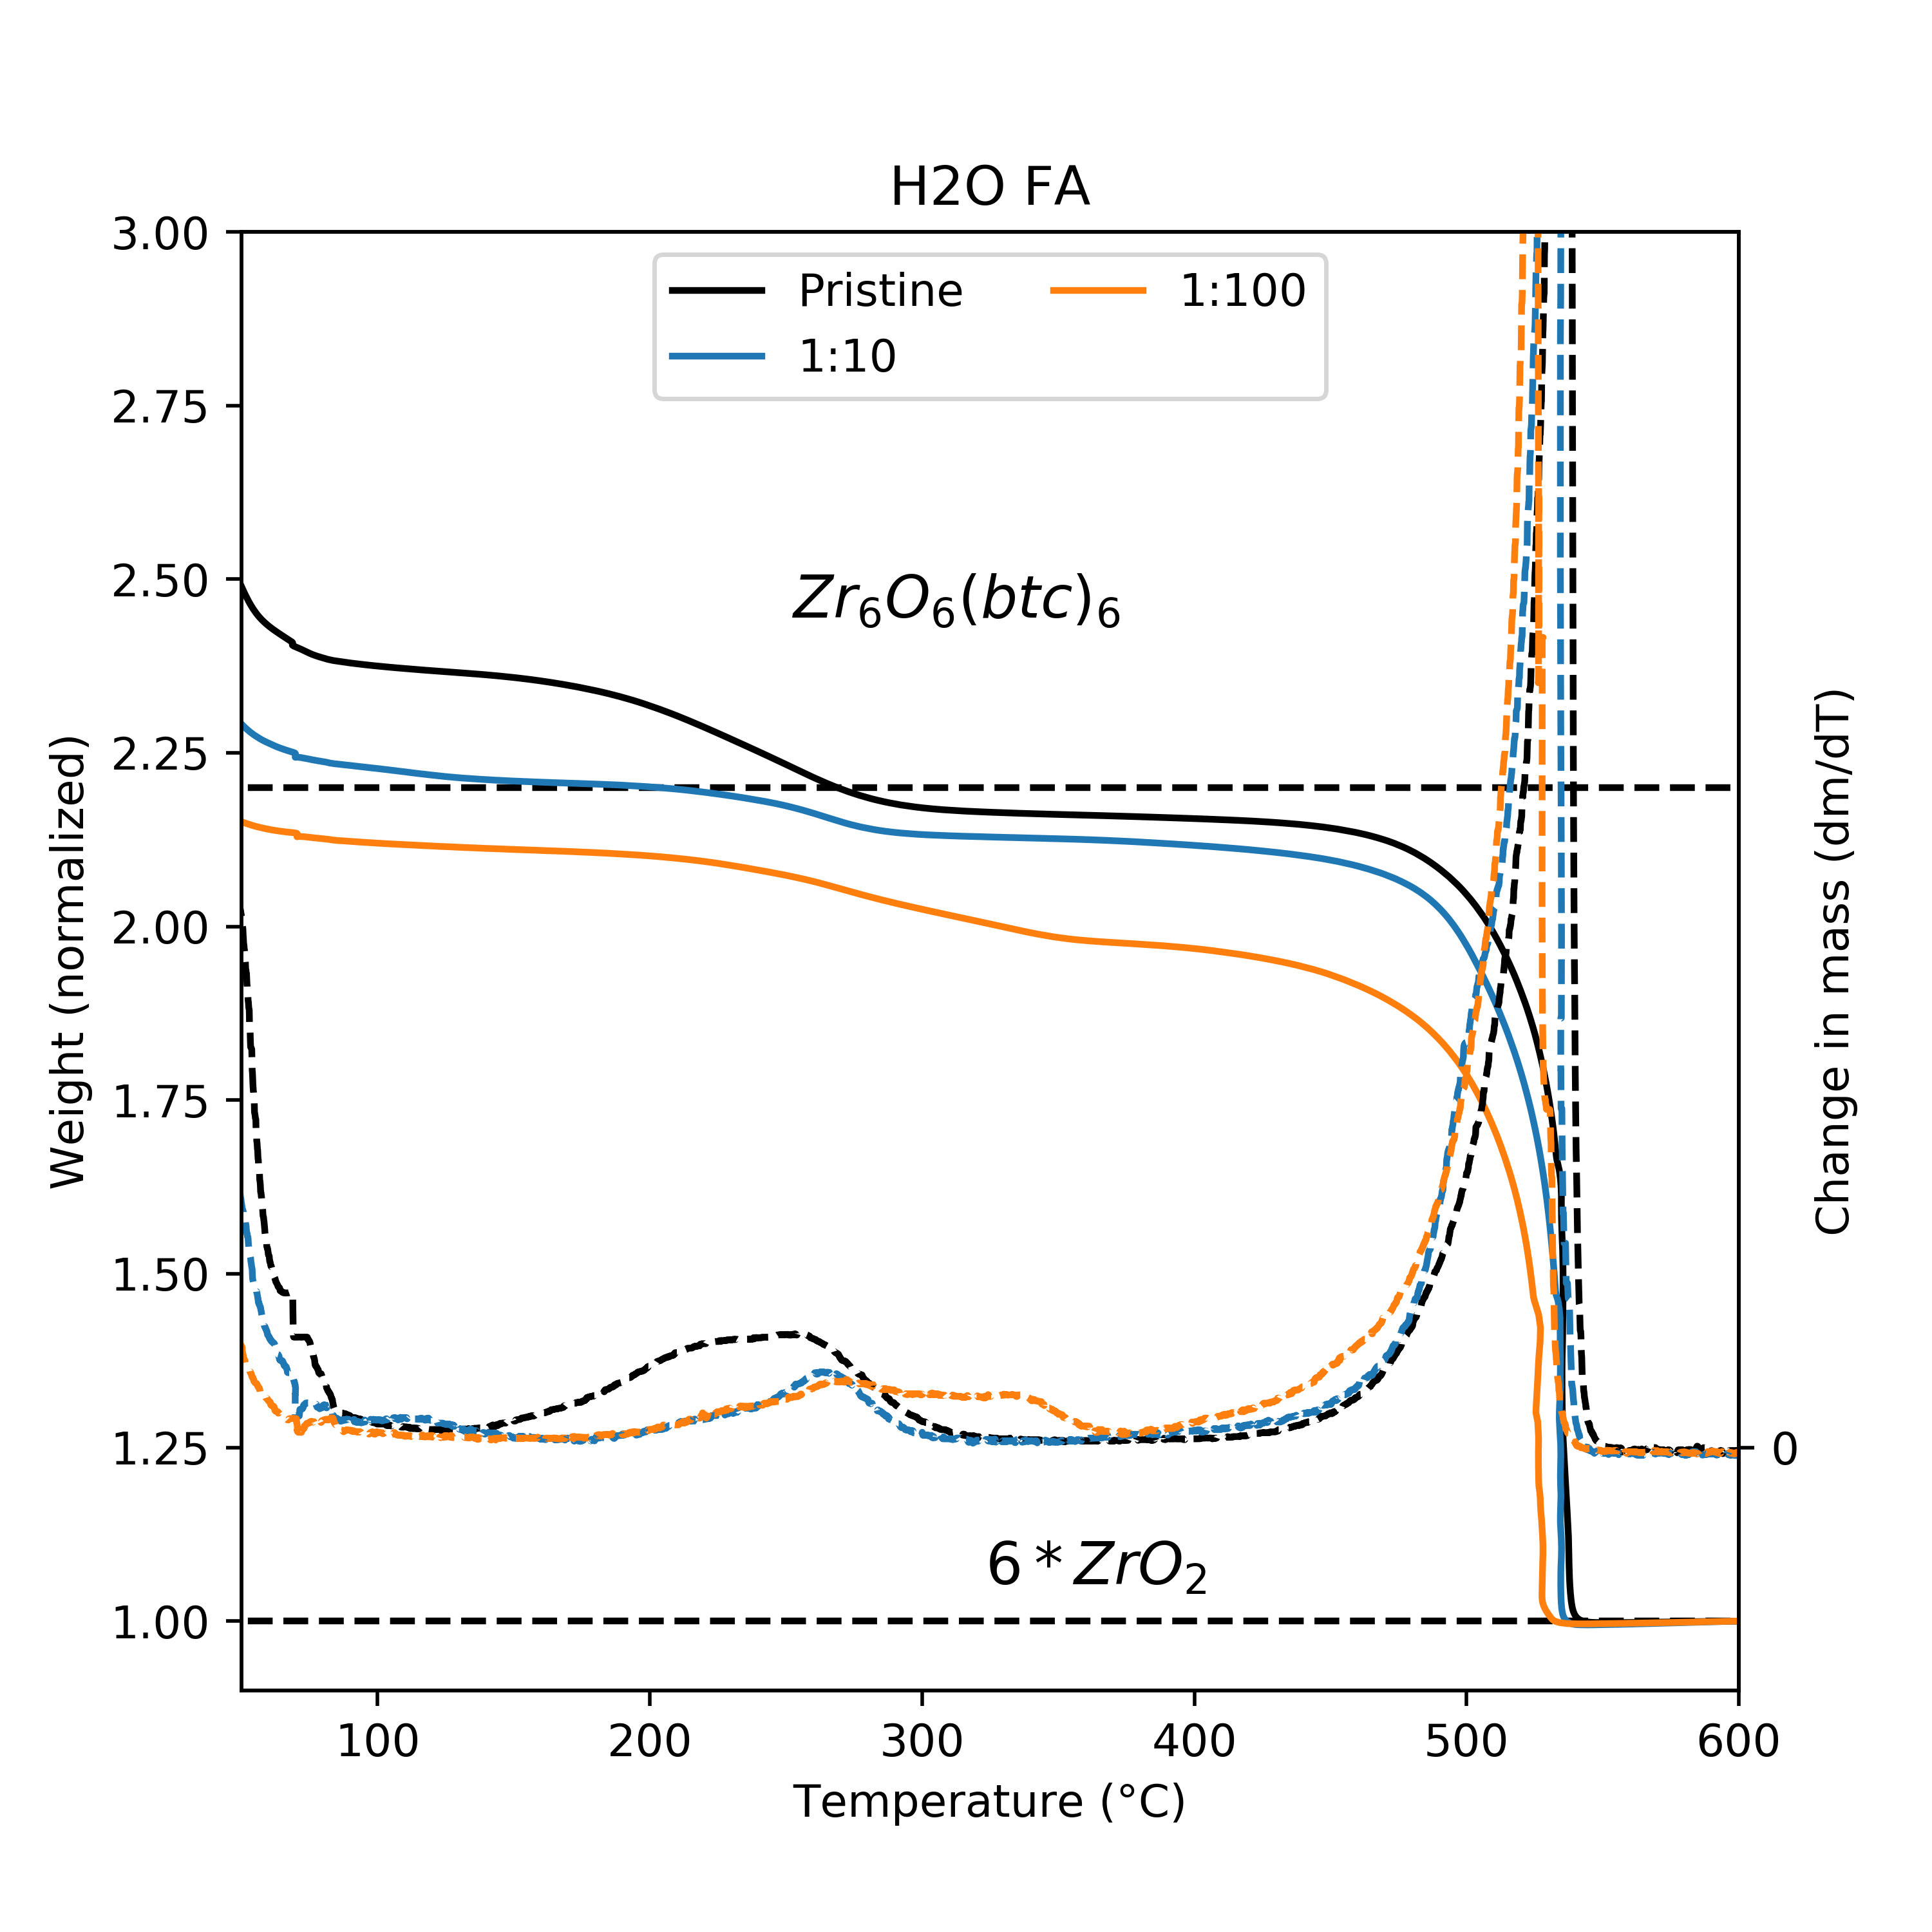 H2O FA
Pristine
1:10
1:100
Zr₆O₆(btc)₆
6 * ZrO₂
3.00
2.75
2.50
2.25
2.00
1.75
1.50
1.25
1.00
Weight (normalized)
100 200 300 400 500 600
Temperature (°C)
0
Change in mass (dm/dT)